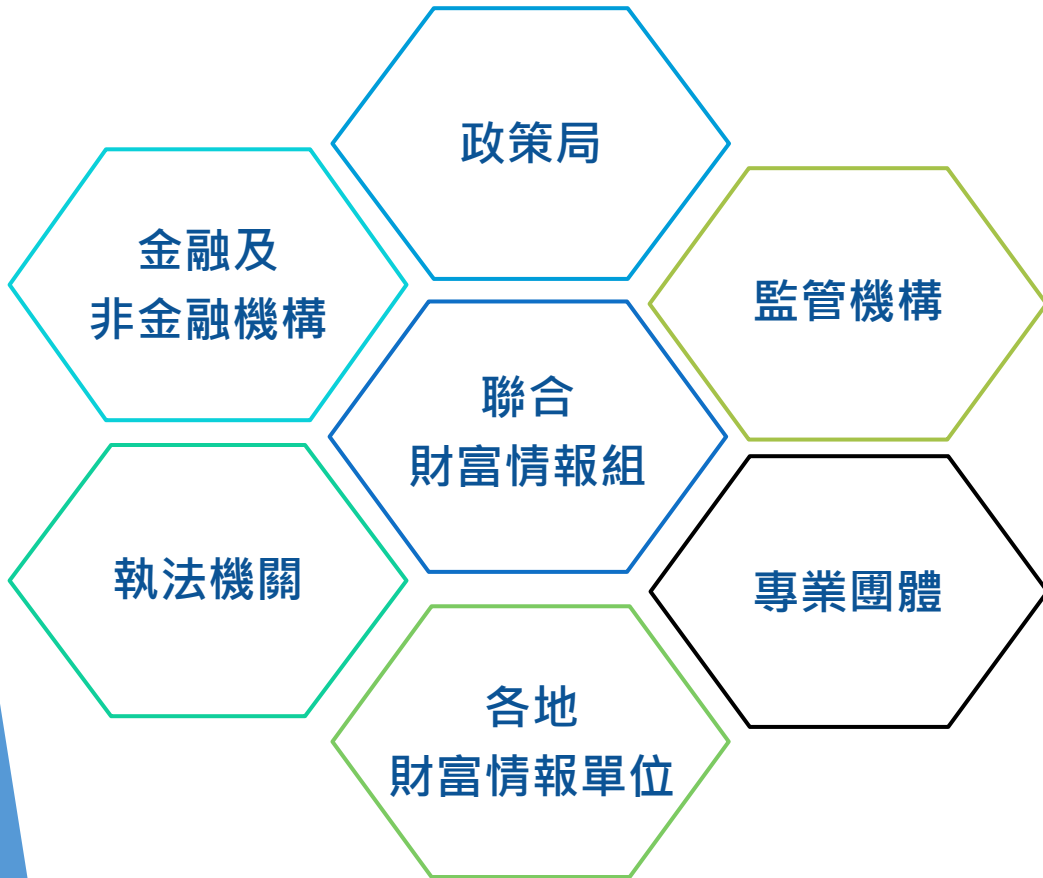 政策局
金融及
非金融機構
監管機構
聯合
財富情報組
執法機關
專業團體
各地
財富情報單位